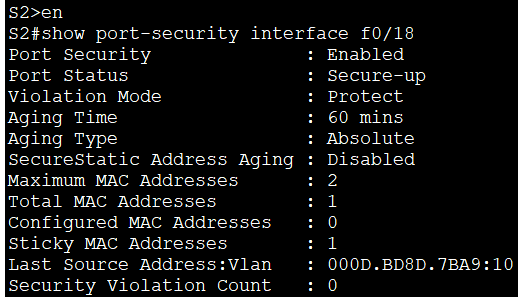 S2>en
S2#show port-security interface f0/18
Port Security              : Enabled
Port Status                : Secure-up
Violation Mode             : Protect
Aging Time                 : 60 mins
Aging Type                 : Absolute
SecureStatic Address Aging : Disabled
Maximum MAC Addresses      : 2
Total MAC Addresses        : 1
Configured MAC Addresses   : 0
Sticky MAC Addresses       : 1
Last Source Address:Vlan   : 000D.BD8D.7BA9:10
Security Violation Count   : 0